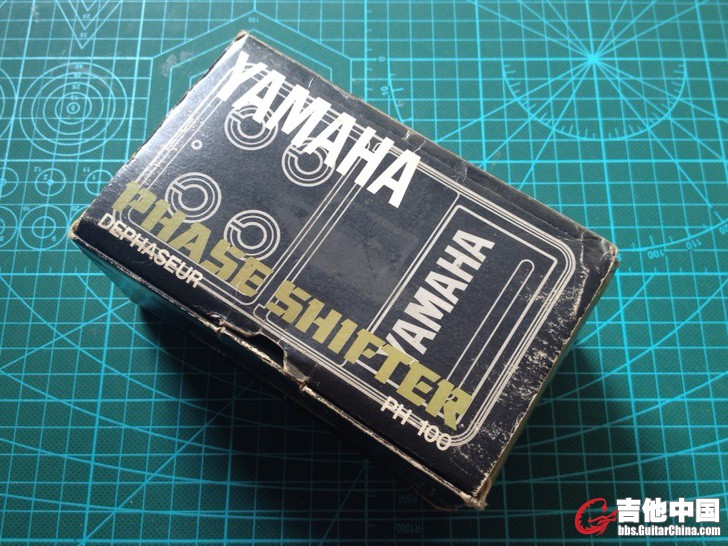 YAMAHA
PHASE SHIFTER
DEPHASEUR
YAMAHA
PH 100
吉他中国
bbs.GuitarChina.com